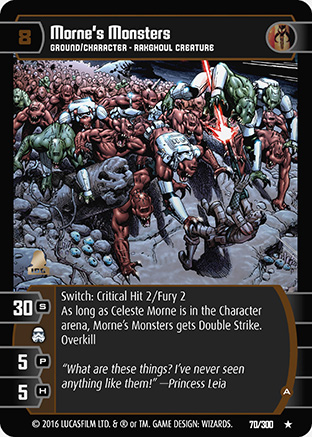 8 Morne's Monsters
GROUND/CHARACTER - RAKGHOUL CREATURE
30 S
5 P
5 H
Switch: Critical Hit 2/Fury 2
As long as Celeste Morne is in the Character
arena, Morne's Monsters gets Double Strike.
Overkill
"What are these things? I've never seen
anything like them!" —Princess Leia
A
© 2016 LUCASFILM LTD. & ® or TM. GAME DESIGN: WIZARDS. 70/300